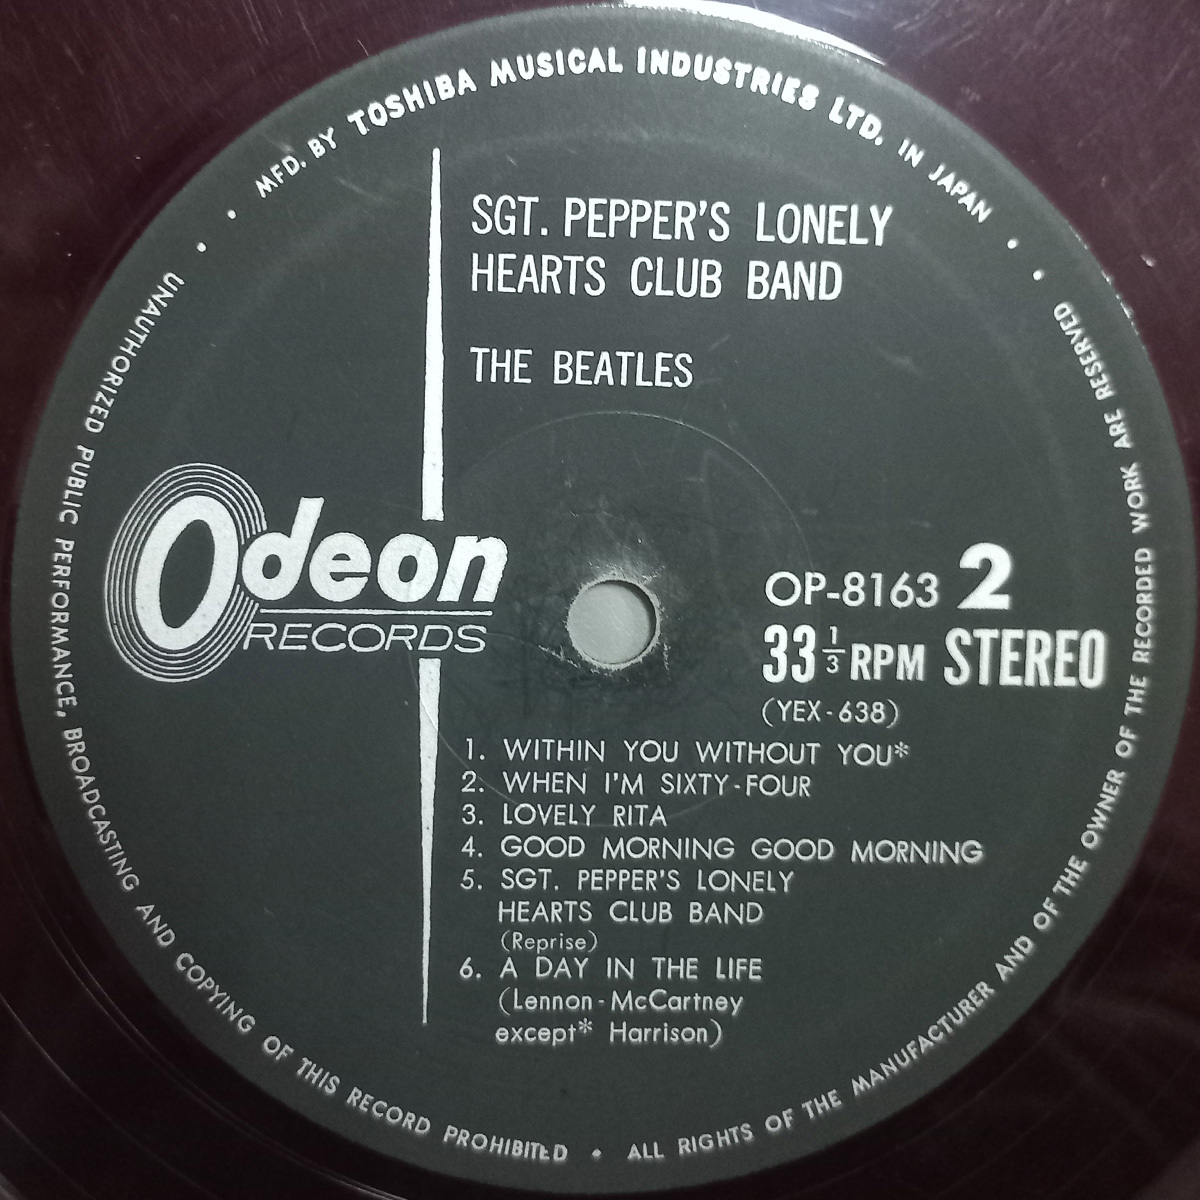 MFD. BY TOSHIBA MUSICAL INDUSTRIES LTD. IN JAPAN
SGT. PEPPER'S LONELY
HEARTS CLUB BAND
THE BEATLES
Odeon
RECORDS
OP-8163 2
33 1/3 RPM STEREO
(YEX-638)
1. WITHIN YOU WITHOUT YOU*
2. WHEN I'M SIXTY-FOUR
3. LOVELY RITA
4. GOOD MORNING GOOD MORNING
5. SGT. PEPPER'S LONELY
HEARTS CLUB BAND
(Reprise)
6. A DAY IN THE LIFE
(Lennon-McCartney
except* Harrison)
UNAUTHORIZED PUBLIC PERFORMANCE, BROADCASTING AND COPYING OF THIS RECORD PROHIBITED • ALL RIGHTS OF THE MANUFACTURER AND OF THE OWNER OF THE RECORDED WORK ARE RESERVED